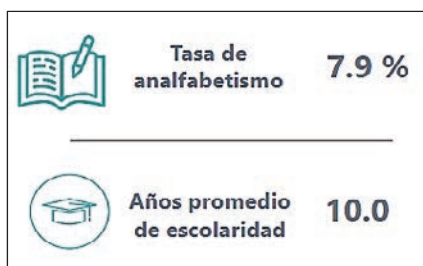 Tasa de
analfabetismo
7.9 %
Años promedio
de escolaridad
10.0